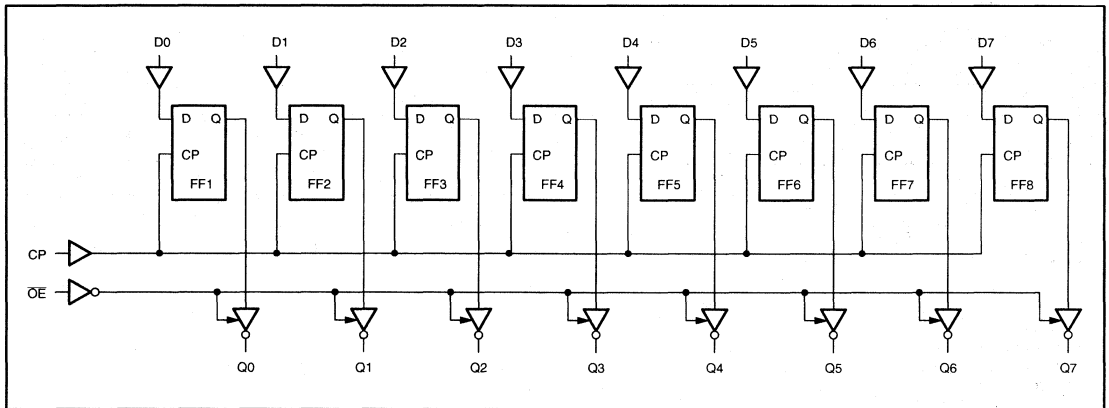 D0 D1 D2 D3 D4 D5 D6 D7
D Q D Q D Q D Q D Q D Q D Q D Q
CP CP CP CP CP CP CP CP
FF1 FF2 FF3 FF4 FF5 FF6 FF7 FF8
CP
O̅E̅
Q0 Q1 Q2 Q3 Q4 Q5 Q6 Q7